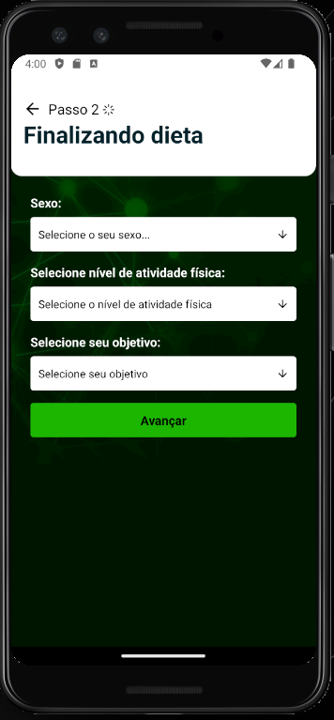 4:00
Passo 2
Finalizando dieta
Sexo:
Selecione o seu sexo...
Selecione nível de atividade física:
Selecione o nível de atividade física
Selecione seu objetivo:
Selecione seu objetivo
Avançar